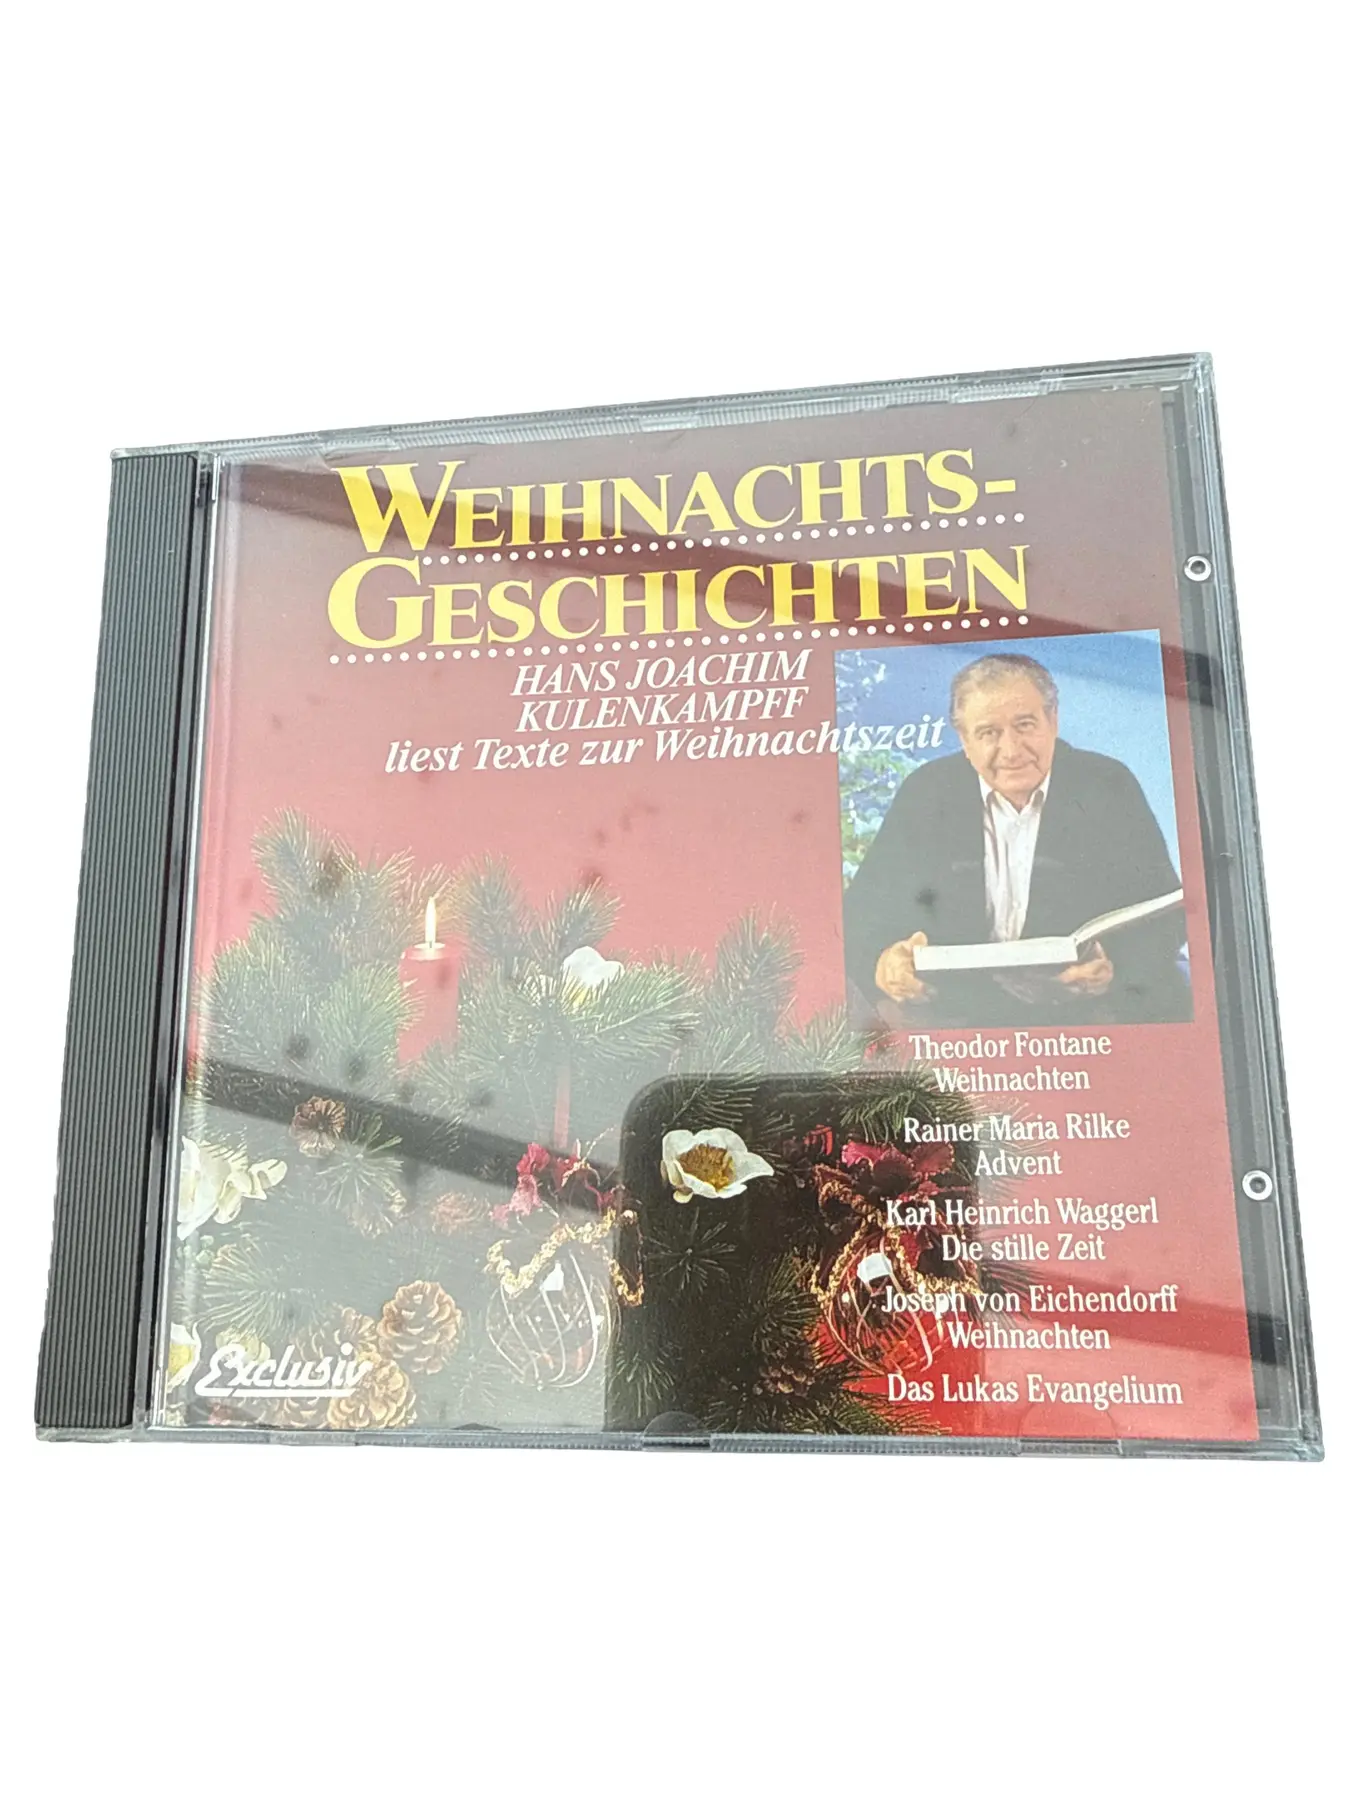 WEIHNACHTS-
GESCHICHTEN
HANS JOACHIM
KULENKAMPFF
liest Texte zur Weihnachtszeit
Theodor Fontane
Weihnachten
Rainer Maria Rilke
Advent
Karl Heinrich Waggerl
Die stille Zeit
Joseph von Eichendorff
Weihnachten
Das Lukas Evangelium
Exclusiv